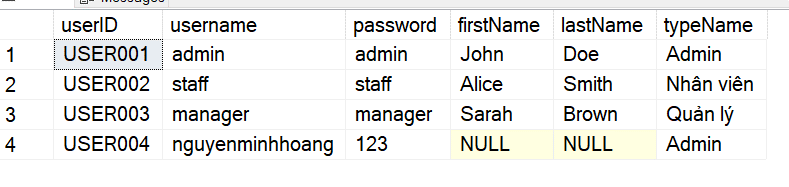 Messages
userID username password firstName lastName typeName
1 USER001 admin admin John Doe Admin
2 USER002 staff staff Alice Smith Nhân viên
3 USER003 manager manager Sarah Brown Quản lý
4 USER004 nguyenminhhoang 123 NULL NULL Admin